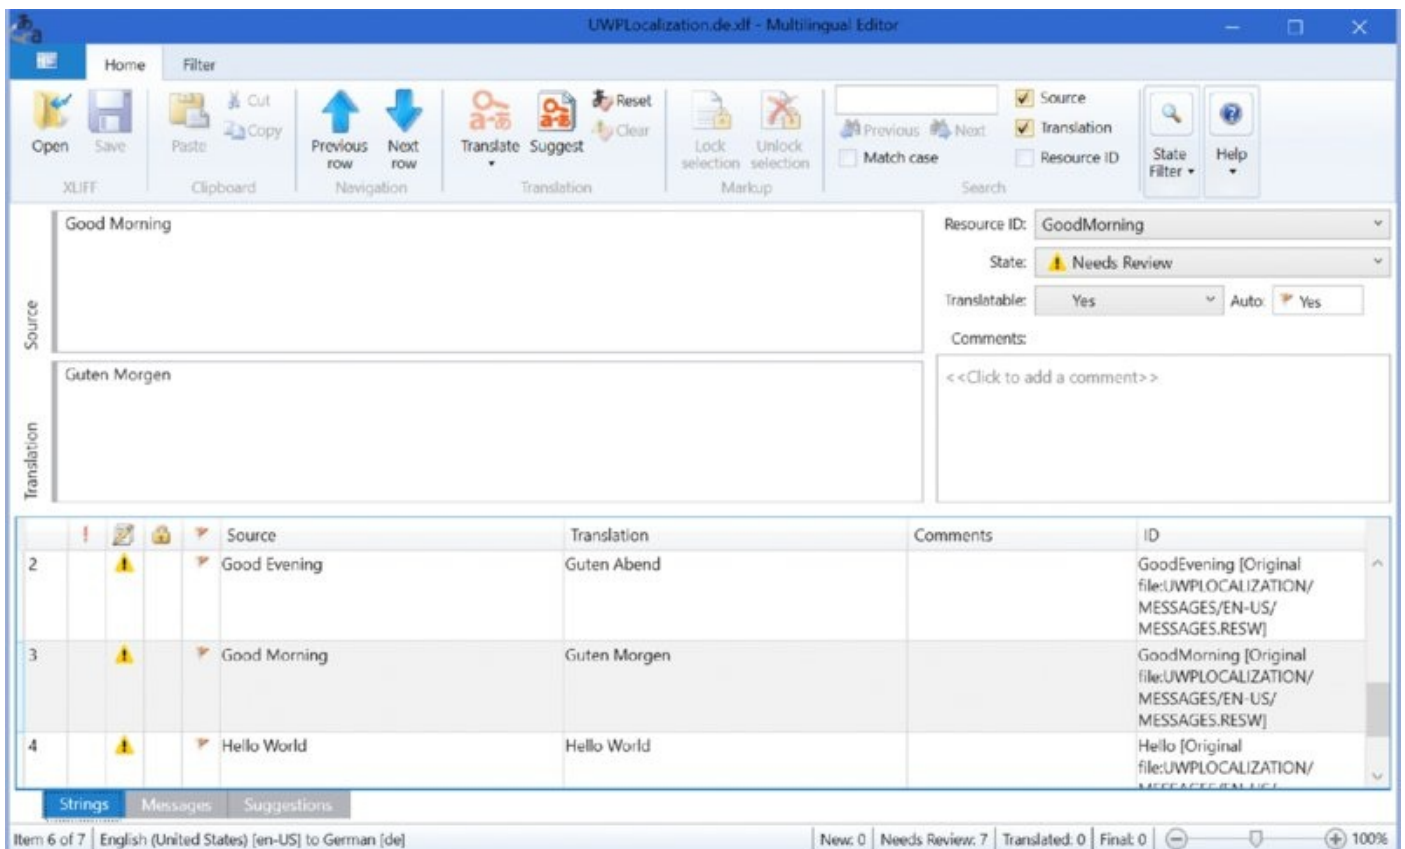 UWPLocalization.de.xlf - Multilingual Editor
Home Filter
Open Save Paste Cut Copy Previous row Next row Translate Suggest Reset Clear Lock selection Unlock selection Previous Next Match case Source Translation Resource ID State Filter Help
XLIFF Clipboard Navigation Translation Markup Search
Source
Good Morning
Resource ID: GoodMorning
State: Needs Review
Translatable: Yes Auto: Yes
Comments:
Translation
Guten Morgen
<<Click to add a comment>>
Source Translation Comments ID
2 Good Evening Guten Abend GoodEvening [Original
file:UWPLOCALIZATION/
MESSAGES/EN-US/
MESSAGES.RESW]
3 Good Morning Guten Morgen GoodMorning [Original
file:UWPLOCALIZATION/
MESSAGES/EN-US/
MESSAGES.RESW]
4 Hello World Hello World Hello [Original
file:UWPLOCALIZATION/
Strings Messages Suggestions
Item 6 of 7 English (United States) [en-US] to German [de] New: 0 Needs Review: 7 Translated: 0 Final: 0 100%